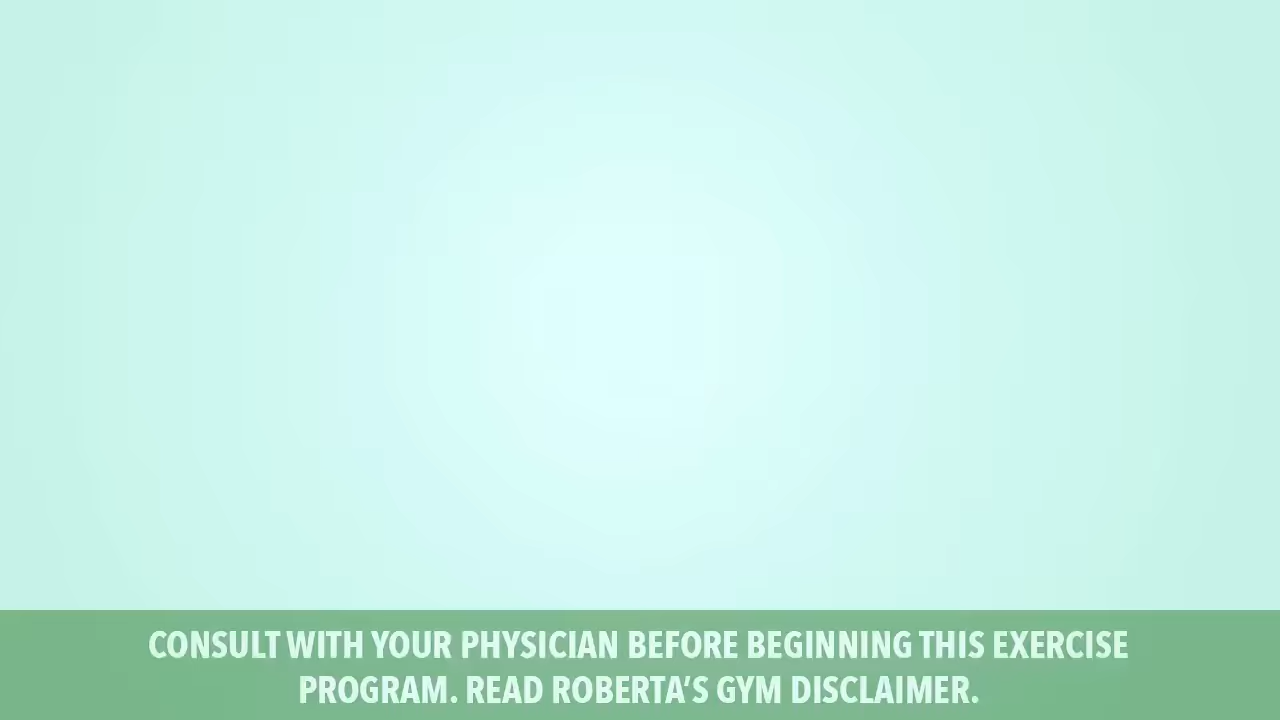 CONSULT WITH YOUR PHYSICIAN BEFORE BEGINNING THIS EXERCISE
PROGRAM. READ ROBERTA’S GYM DISCLAIMER.